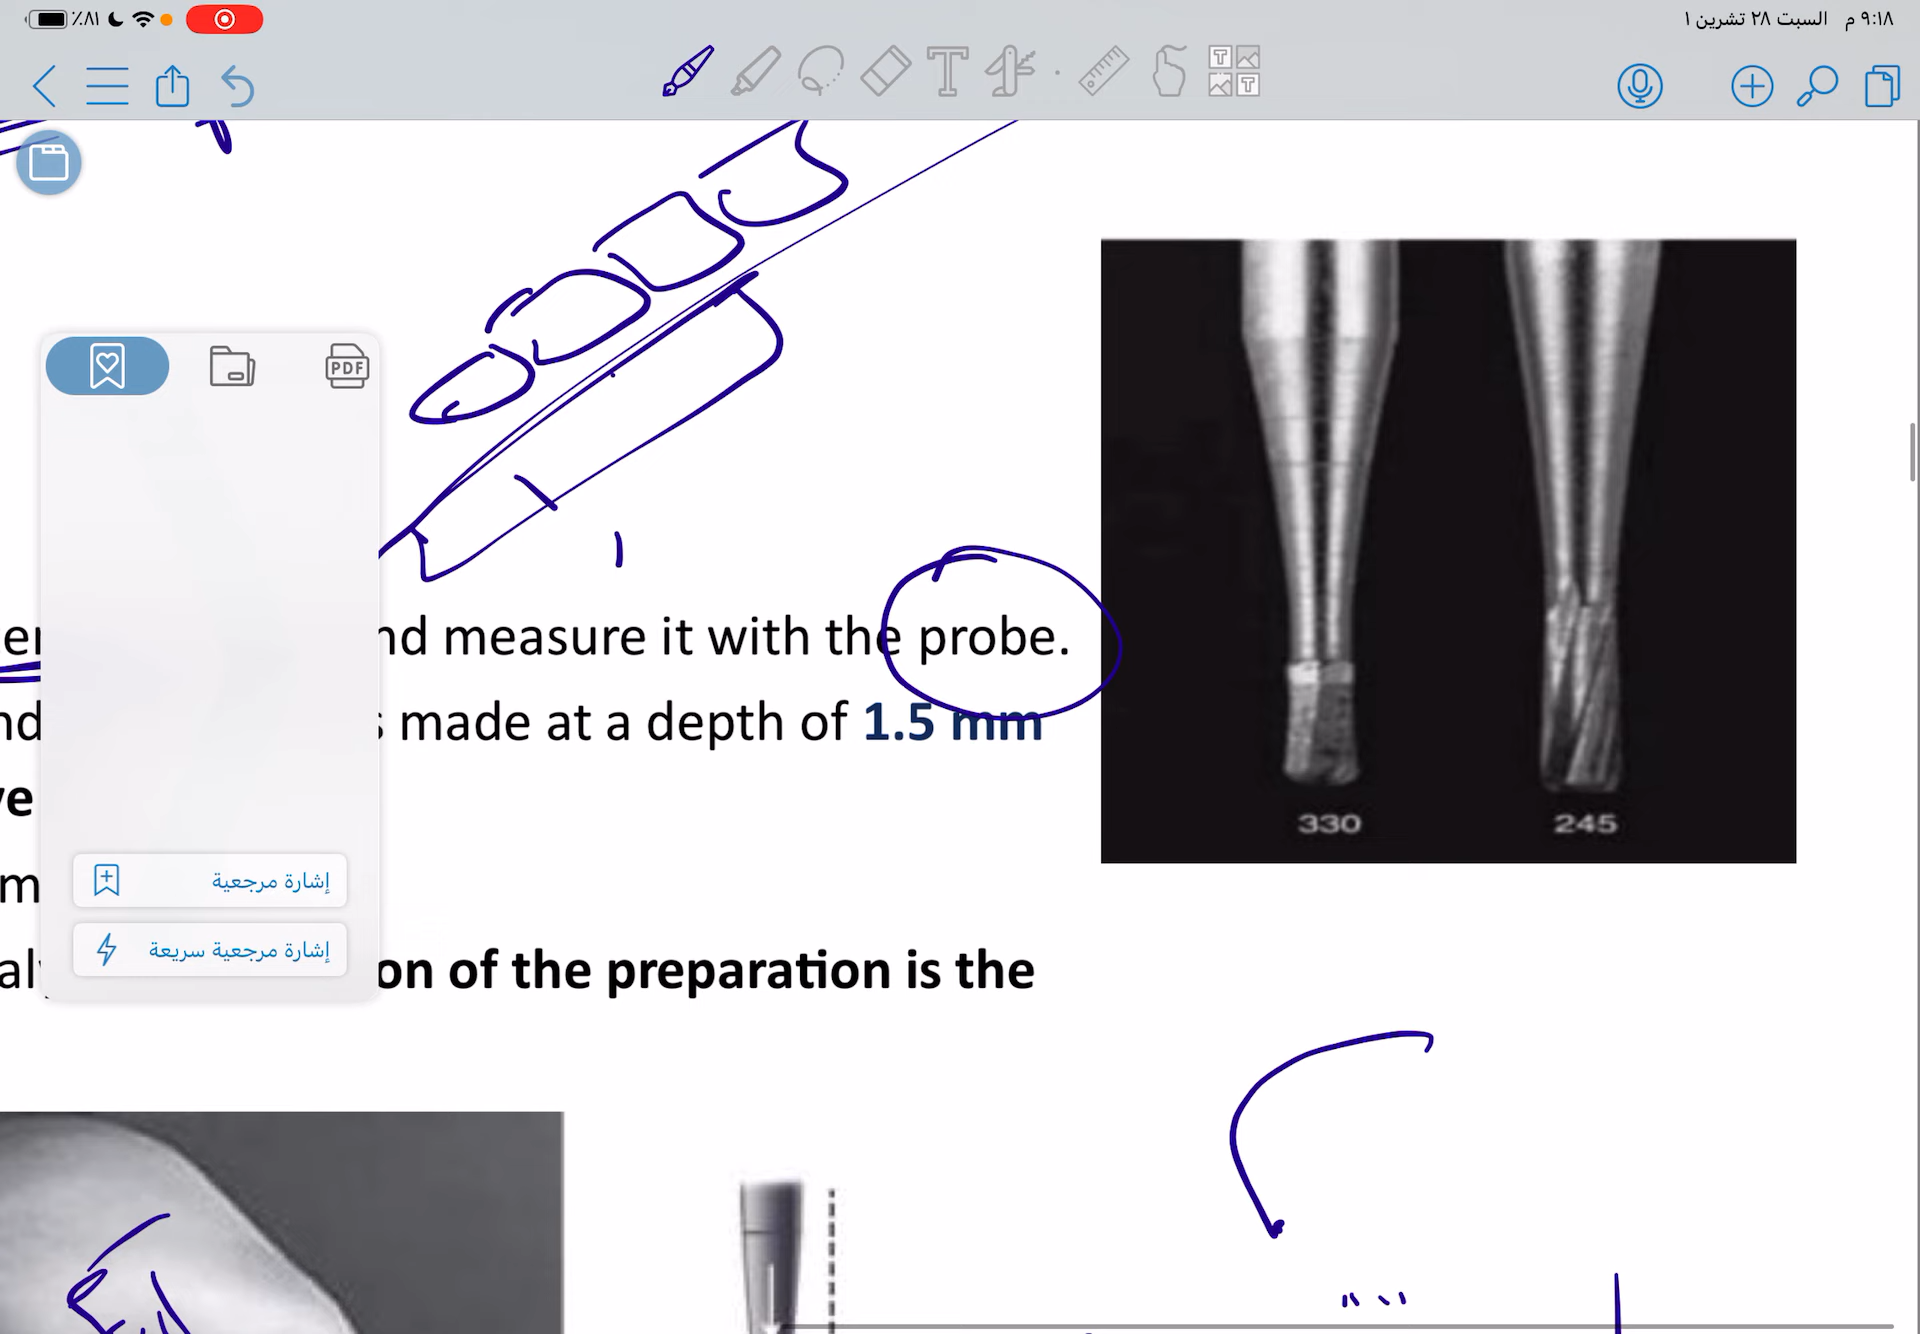 ٪٨١
السبت ٢٨ تشرين ١ ٩:١٨ م
T
T
T
PDF
measure it with the probe.
made at a depth of 1.5 mm
330 245
إشارة مرجعية
إشارة مرجعية سريعة
on of the preparation is the